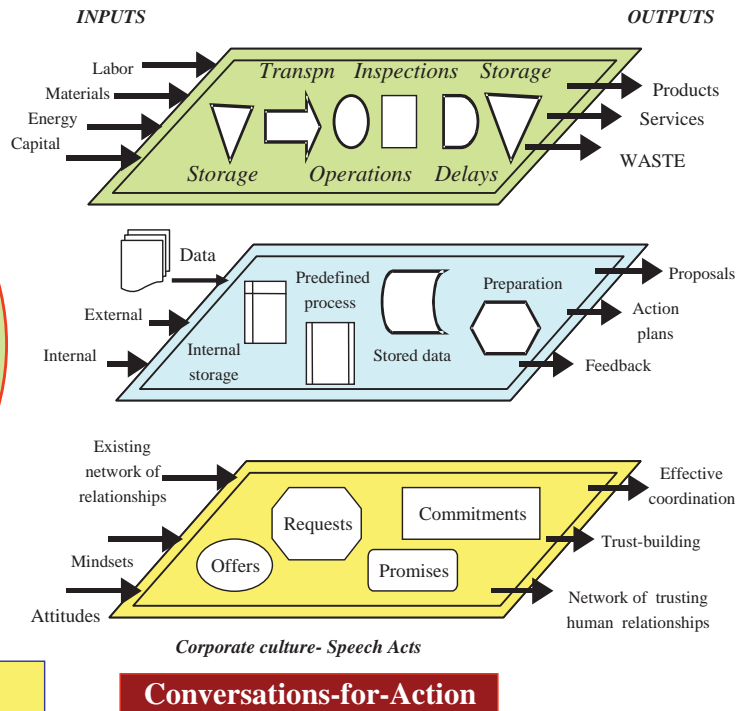 INPUTS
OUTPUTS
Labor
Materials
Energy
Capital
Transpn Inspections Storage
Storage Operations Delays
Products
Services
WASTE
Data
External
Internal
Predefined
process
Preparation
Internal
storage
Stored data
Proposals
Action
plans
Feedback
Existing
network of
relationships
Mindsets
Attitudes
Requests
Commitments
Offers
Promises
Effective
coordination
Trust-building
Network of trusting
human relationships
Corporate culture- Speech Acts
Conversations-for-Action